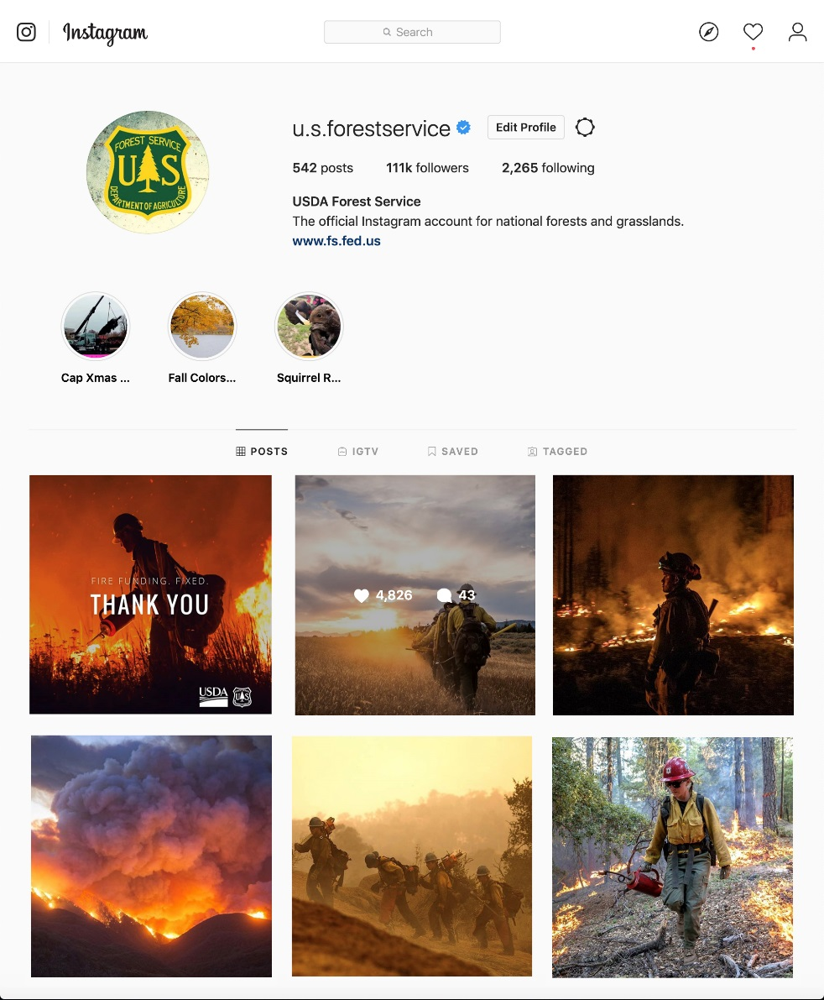 Instagram
Search
u.s.forestservice
Edit Profile
542 posts 111k followers 2,265 following
USDA Forest Service
The official Instagram account for national forests and grasslands.
www.fs.fed.us
FOREST SERVICE
U S
DEPARTMENT OF AGRICULTURE
Cap Xmas ... Fall Colors... Squirrel R...
POSTS IGTV SAVED TAGGED
FIRE FUNDING. FIXED.
THANK YOU
USDA
4,826 43